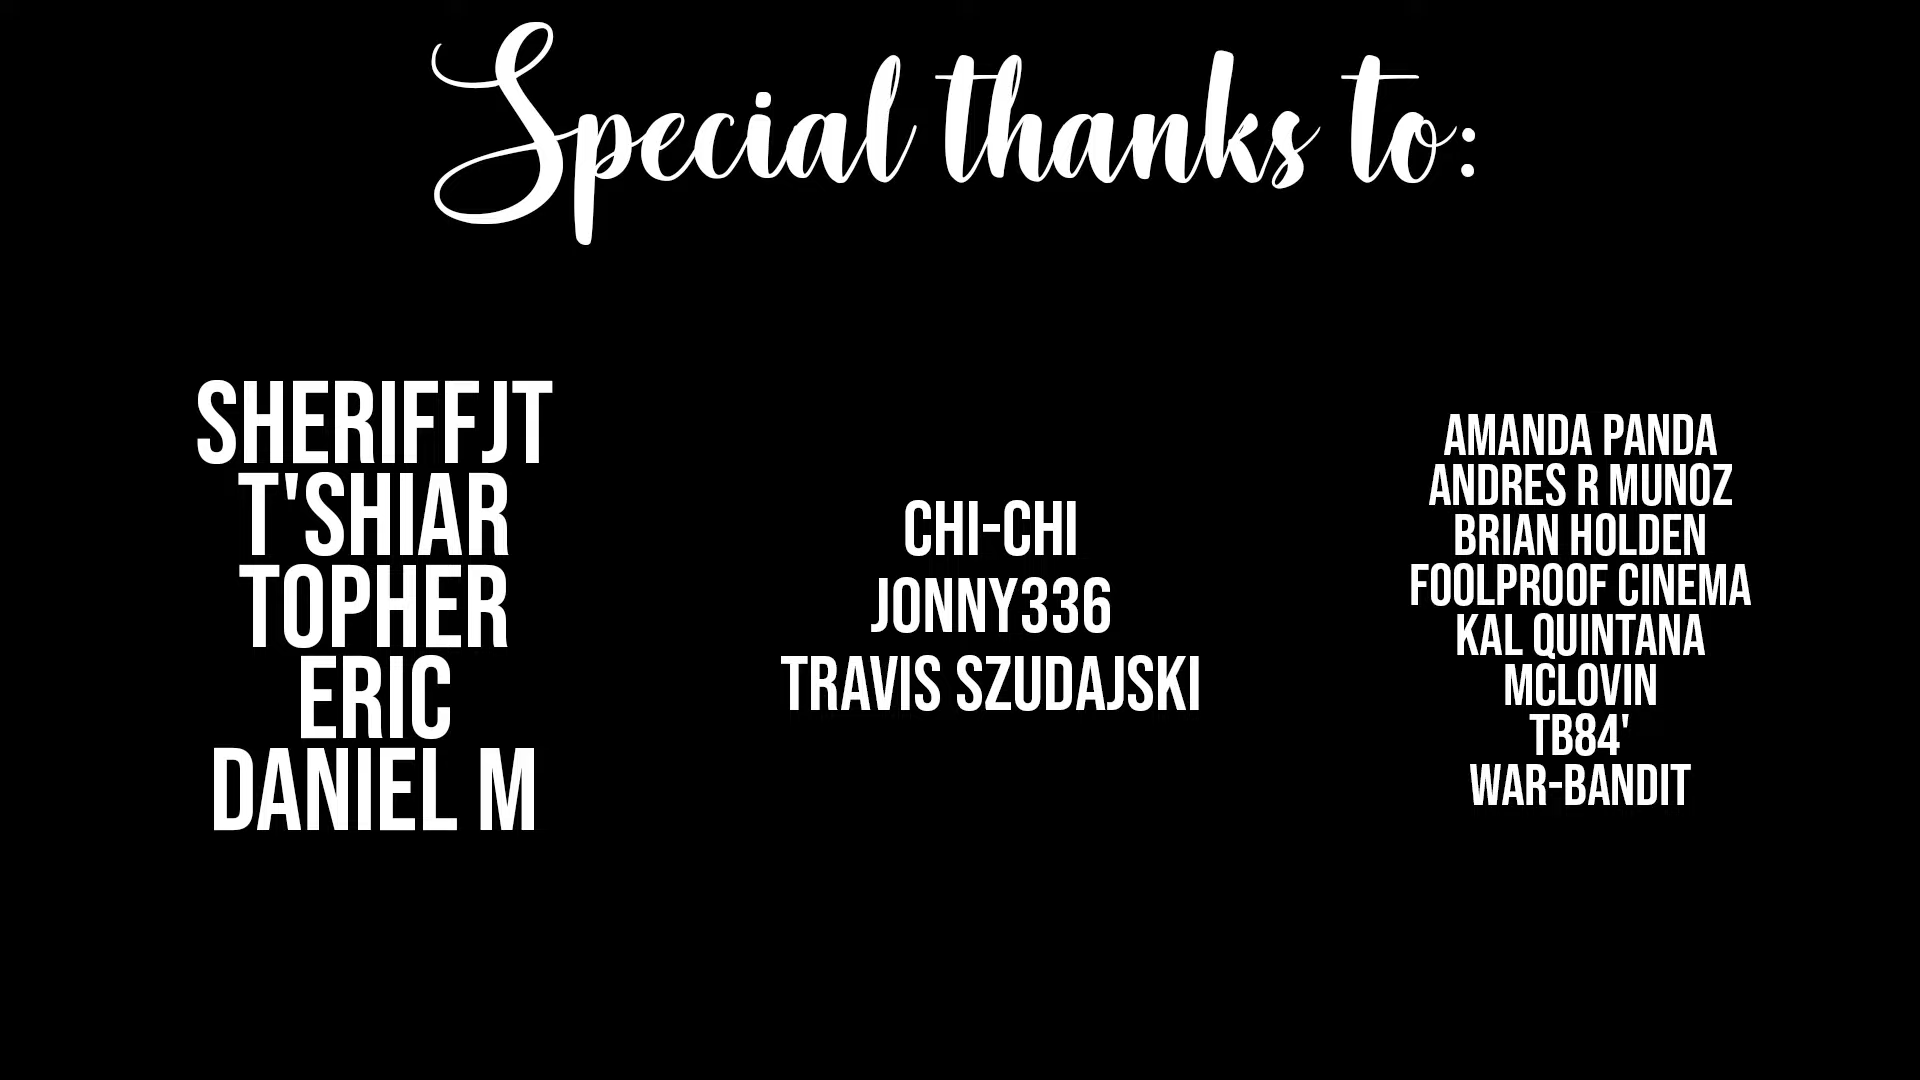 Special thanks to:
SHERIFFJT
T'SHIAR
TOPHER
ERIC
DANIEL M
CHI-CHI
JONNY336
TRAVIS SZUDAJSKI
AMANDA PANDA
ANDRES R MUNOZ
BRIAN HOLDEN
FOOLPROOF CINEMA
KAL QUINTANA
MCLOVIN
TB84'
WAR-BANDIT